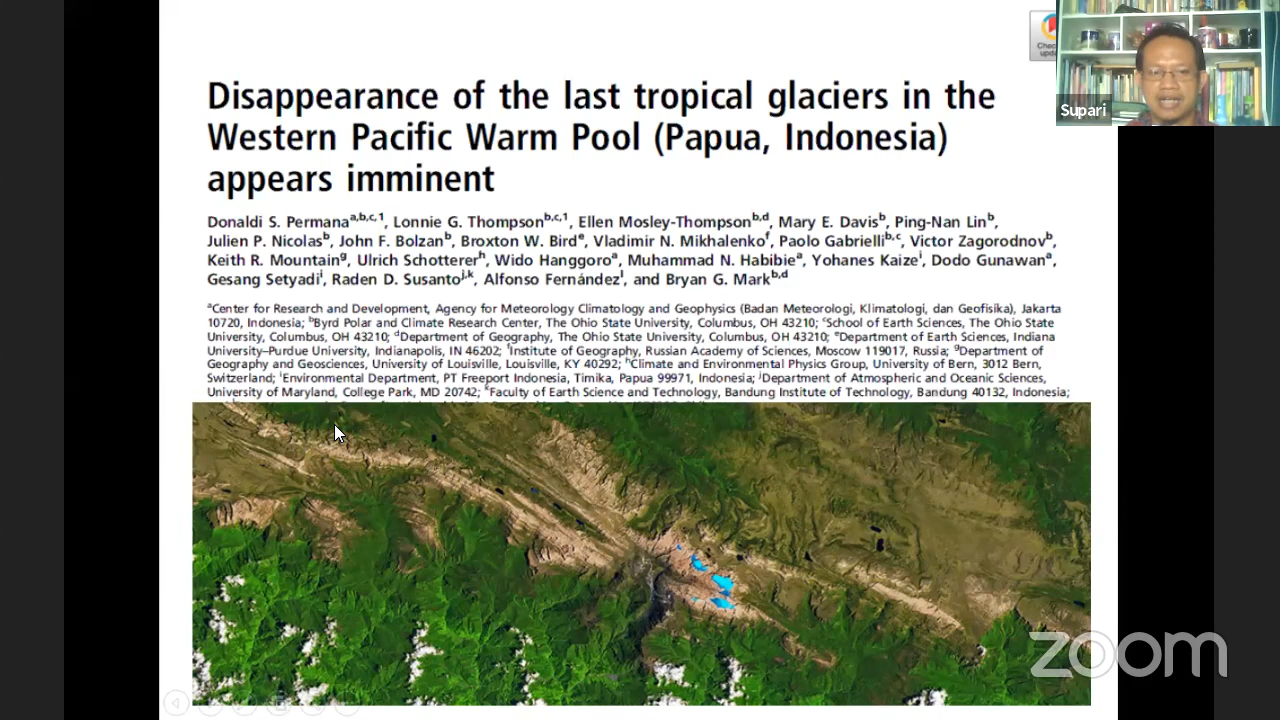 Disappearance of the last tropical glaciers in the
Western Pacific Warm Pool (Papua, Indonesia)
appears imminent
Donaldi S. Permanaa,b,c,1, Lonnie G. Thompsonb,c,1, Ellen Mosley-Thompsonb,d, Mary E. Davisb, Ping-Nan Linb,
Julien P. Nicolasb, John F. Bolzanb, Broxton W. Birde, Vladimir N. Mikhalenkof, Paolo Gabriellib,c, Victor Zagorodnovb,
Keith R. Mountaing, Ulrich Schottererh, Wido Hanggoroa, Muhammad N. Habibiea, Yohanes Kaizei, Dodo Gunawana,
Gesang Setyadii, Raden D. Susantoj,k, Alfonso Fernándezl, and Bryan G. Markb,d
aCenter for Research and Development, Agency for Meteorology Climatology and Geophysics (Badan Meteorologi, Klimatologi, dan Geofisika), Jakarta
10720, Indonesia; bByrd Polar and Climate Research Center, The Ohio State University, Columbus, OH 43210; cSchool of Earth Sciences, The Ohio State
University, Columbus, OH 43210; dDepartment of Geography, The Ohio State University, Columbus, OH 43210; eDepartment of Earth Sciences, Indiana
University–Purdue University, Indianapolis, IN 46202; fInstitute of Geography, Russian Academy of Sciences, Moscow 119017, Russia; gDepartment of
Geography and Geosciences, University of Louisville, Louisville, KY 40292; hClimate and Environmental Physics Group, University of Bern, 3012 Bern,
Switzerland; iEnvironmental Department, PT Freeport Indonesia, Timika, Papua 99971, Indonesia; jDepartment of Atmospheric and Oceanic Sciences,
University of Maryland, College Park, MD 20742; kFaculty of Earth Science and Technology, Bandung Institute of Technology, Bandung 40132, Indonesia;
Supari
zoom